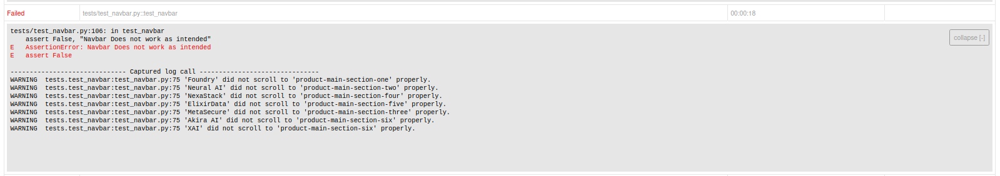 Failed tests/test_navbar.py::test_navbar 00:00:18
collapse [-]
tests/test_navbar.py:106: in test_navbar
    assert False, "Navbar Does not work as intended"
E   AssertionError: Navbar Does not work as intended
E   assert False
------------------------------ Captured log call -------------------------------
WARNING  tests.test_navbar:test_navbar.py:75 'Foundry' did not scroll to 'product-main-section-one' properly.
WARNING  tests.test_navbar:test_navbar.py:75 'Neural AI' did not scroll to 'product-main-section-two' properly.
WARNING  tests.test_navbar:test_navbar.py:75 'NexaStack' did not scroll to 'product-main-section-four' properly.
WARNING  tests.test_navbar:test_navbar.py:75 'ElixirData' did not scroll to 'product-main-section-five' properly.
WARNING  tests.test_navbar:test_navbar.py:75 'MetaSecure' did not scroll to 'product-main-section-three' properly.
WARNING  tests.test_navbar:test_navbar.py:75 'Akira AI' did not scroll to 'product-main-section-six' properly.
WARNING  tests.test_navbar:test_navbar.py:75 'XAI' did not scroll to 'product-main-section-six' properly.